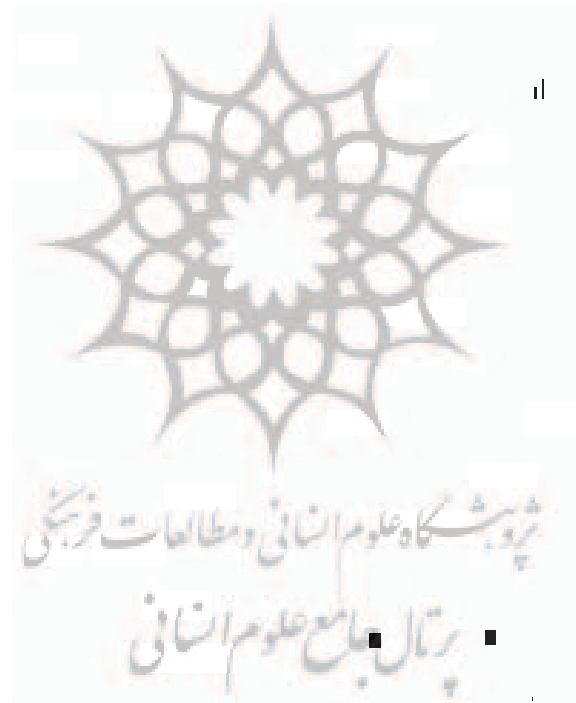 پژوهشگاه علوم انسانی و مطالعات فرهنگی
پرتال جامع علوم انسانی